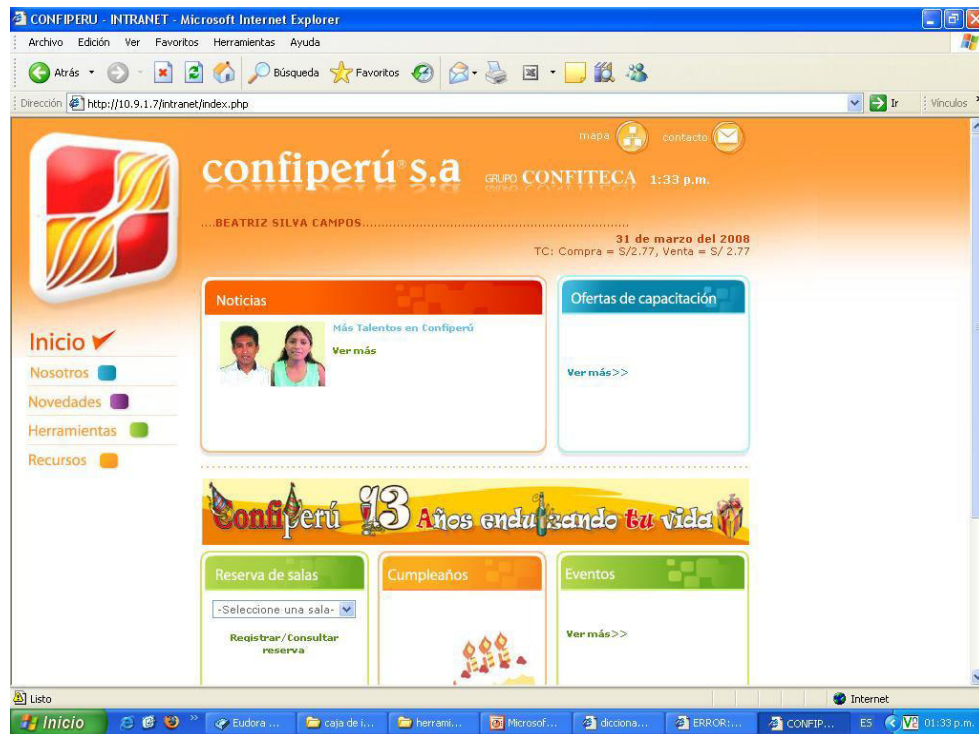 CONFIPERU - INTRANET - Microsoft Internet Explorer
Archivo Edición Ver Favoritos Herramientas Ayuda
Atrás Búsqueda Favoritos
Dirección http://10.9.1.7/intranet/index.php Ir Vínculos
mapa contacto
confiperú® s.a GRUPO CONFITECA 1:33 p.m.
....BEATRIZ SILVA CAMPOS....
31 de marzo del 2008
TC: Compra = S/2.77, Venta = S/ 2.77
Noticias
Más Talentos en Confiperú
Ver más
Ofertas de capacitación
Ver más>>
Inicio
Nosotros
Novedades
Herramientas
Recursos
Confiperú 13 Años endulzando tu vida
Reserva de salas
-Seleccione una sala-
Registrar/Consultar
reserva
Cumpleaños
Eventos
Ver más>>
Listo Internet
Inicio Eudora ... caja de i... herrami... Microsof... dicciona... ERROR:... CONFIP... ES 01:33 p.m.